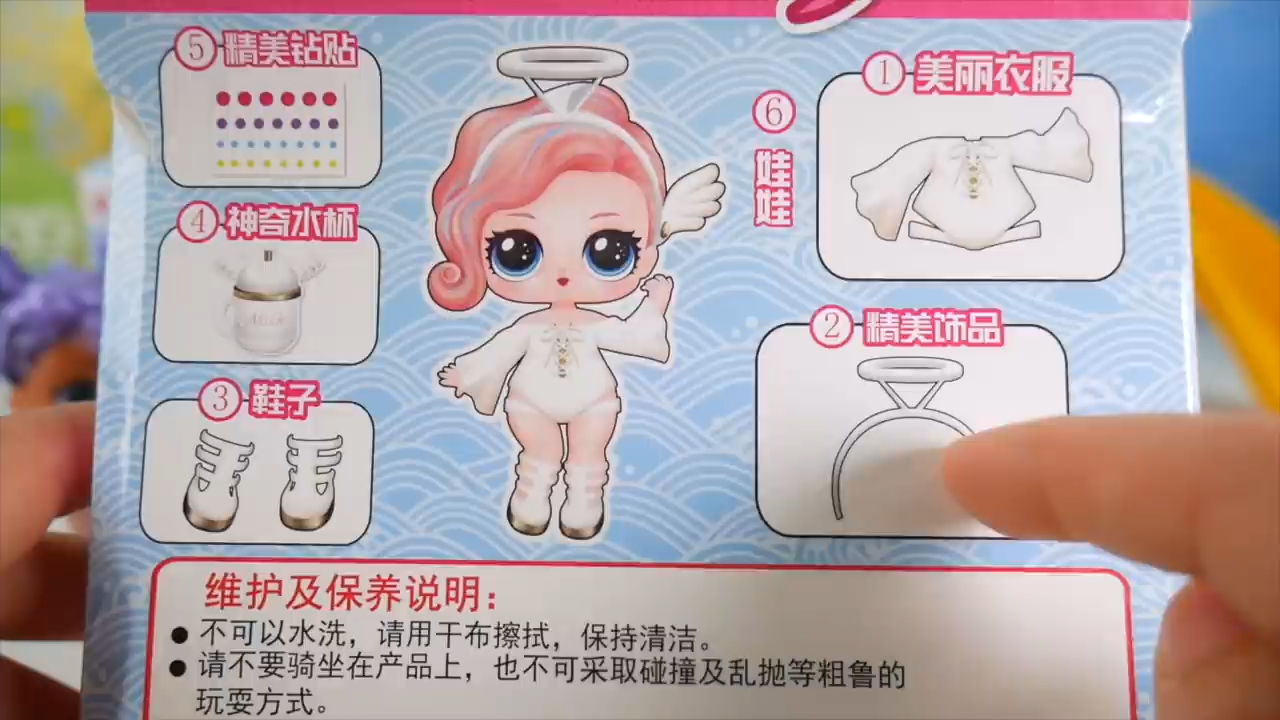 ⑤ 精美钻贴
① 美丽衣服
⑥ 娃娃
④ 神奇水杯
② 精美饰品
③ 鞋子
维护及保养说明：
● 不可以水洗，请用干布擦拭，保持清洁。
● 请不要骑坐在产品上，也不可采取碰撞及乱抛等粗鲁的
玩耍方式。